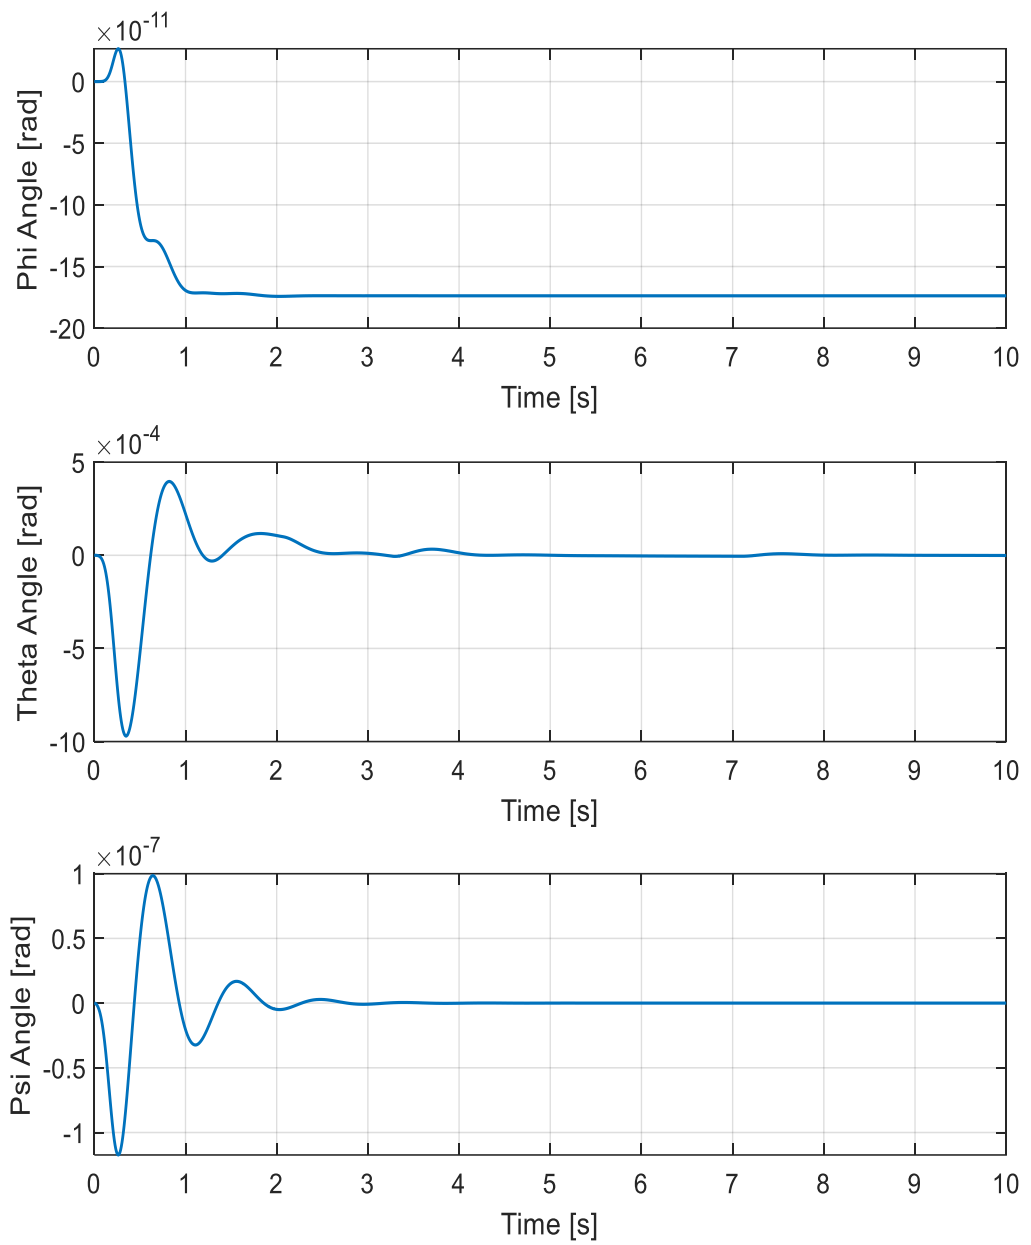 ×10-11
Phi Angle [rad]
0
-5
-10
-15
-20
0 1 2 3 4 5 6 7 8 9 10
Time [s]
×10-4
Theta Angle [rad]
5
0
-5
-10
0 1 2 3 4 5 6 7 8 9 10
Time [s]
×10-7
Psi Angle [rad]
1
0.5
0
-0.5
-1
0 1 2 3 4 5 6 7 8 9 10
Time [s]